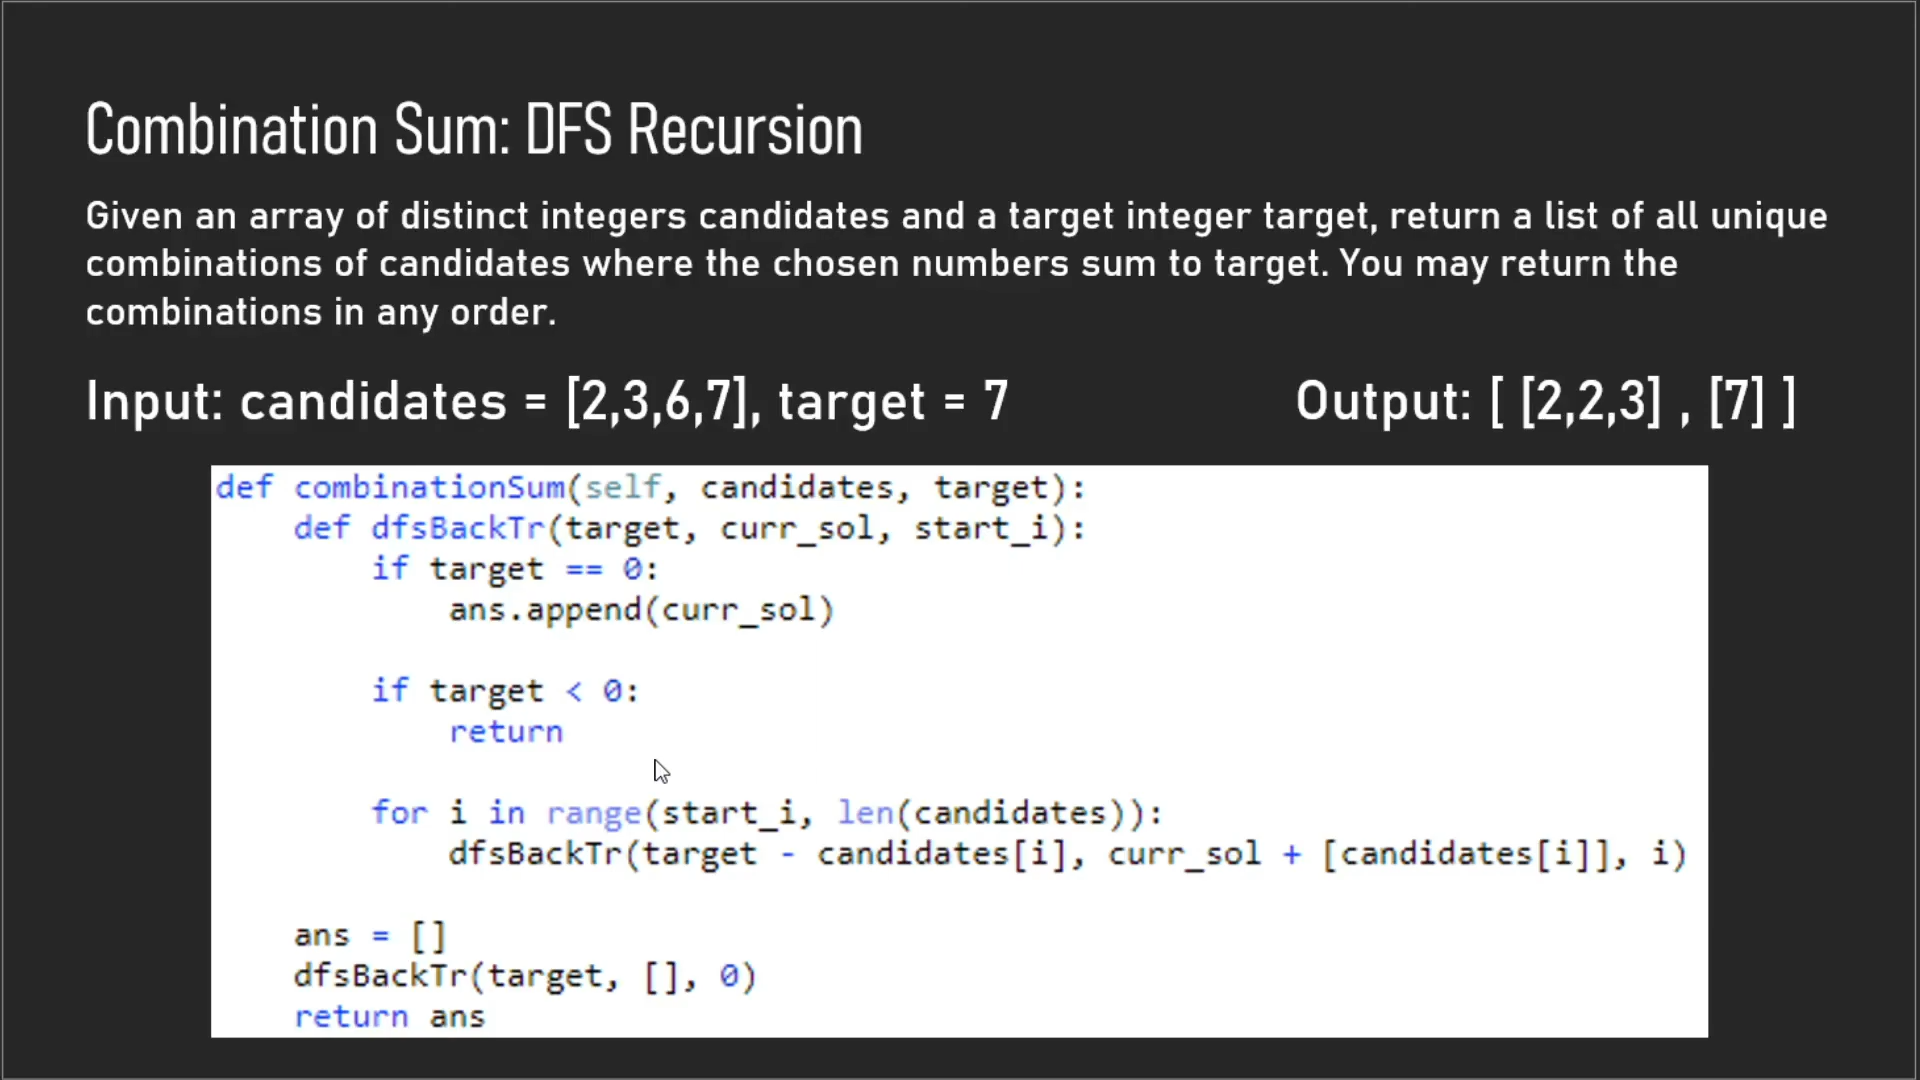 Combination Sum: DFS Recursion
Given an array of distinct integers candidates and a target integer target, return a list of all unique
combinations of candidates where the chosen numbers sum to target. You may return the
combinations in any order.
Input: candidates = [2,3,6,7], target = 7
Output: [ [2,2,3] , [7] ]
def combinationSum(self, candidates, target):
    def dfsBackTr(target, curr_sol, start_i):
        if target == 0:
            ans.append(curr_sol)
        if target < 0:
            return
        for i in range(start_i, len(candidates)):
            dfsBackTr(target - candidates[i], curr_sol + [candidates[i]], i)
    ans = []
    dfsBackTr(target, [], 0)
    return ans